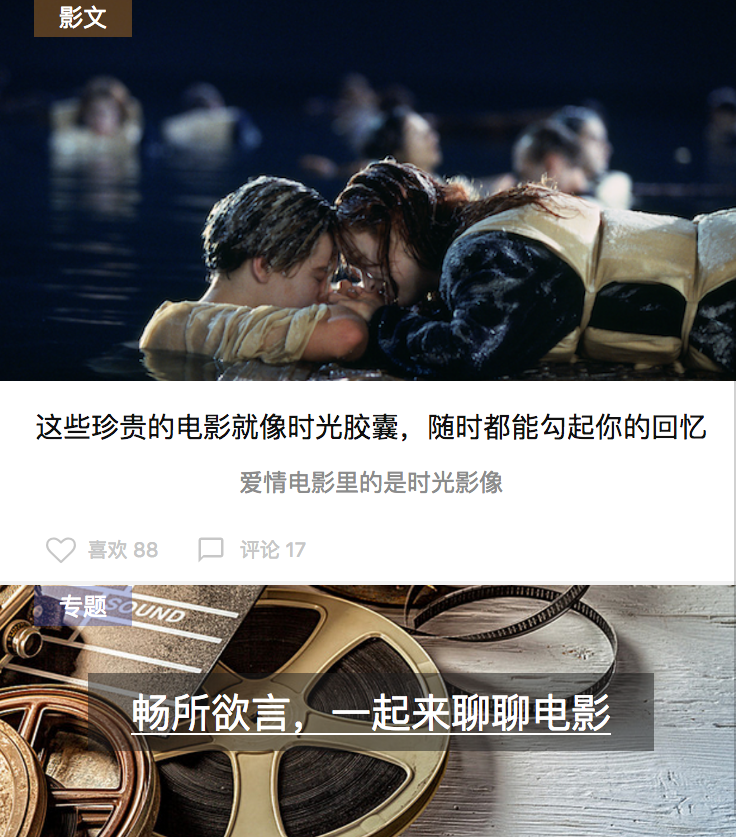 影文
这些珍贵的电影就像时光胶囊，随时都能勾起你的回忆
爱情电影里的是时光影像
喜欢 88
评论 17
专题
SOUND
畅所欲言，一起来聊聊电影